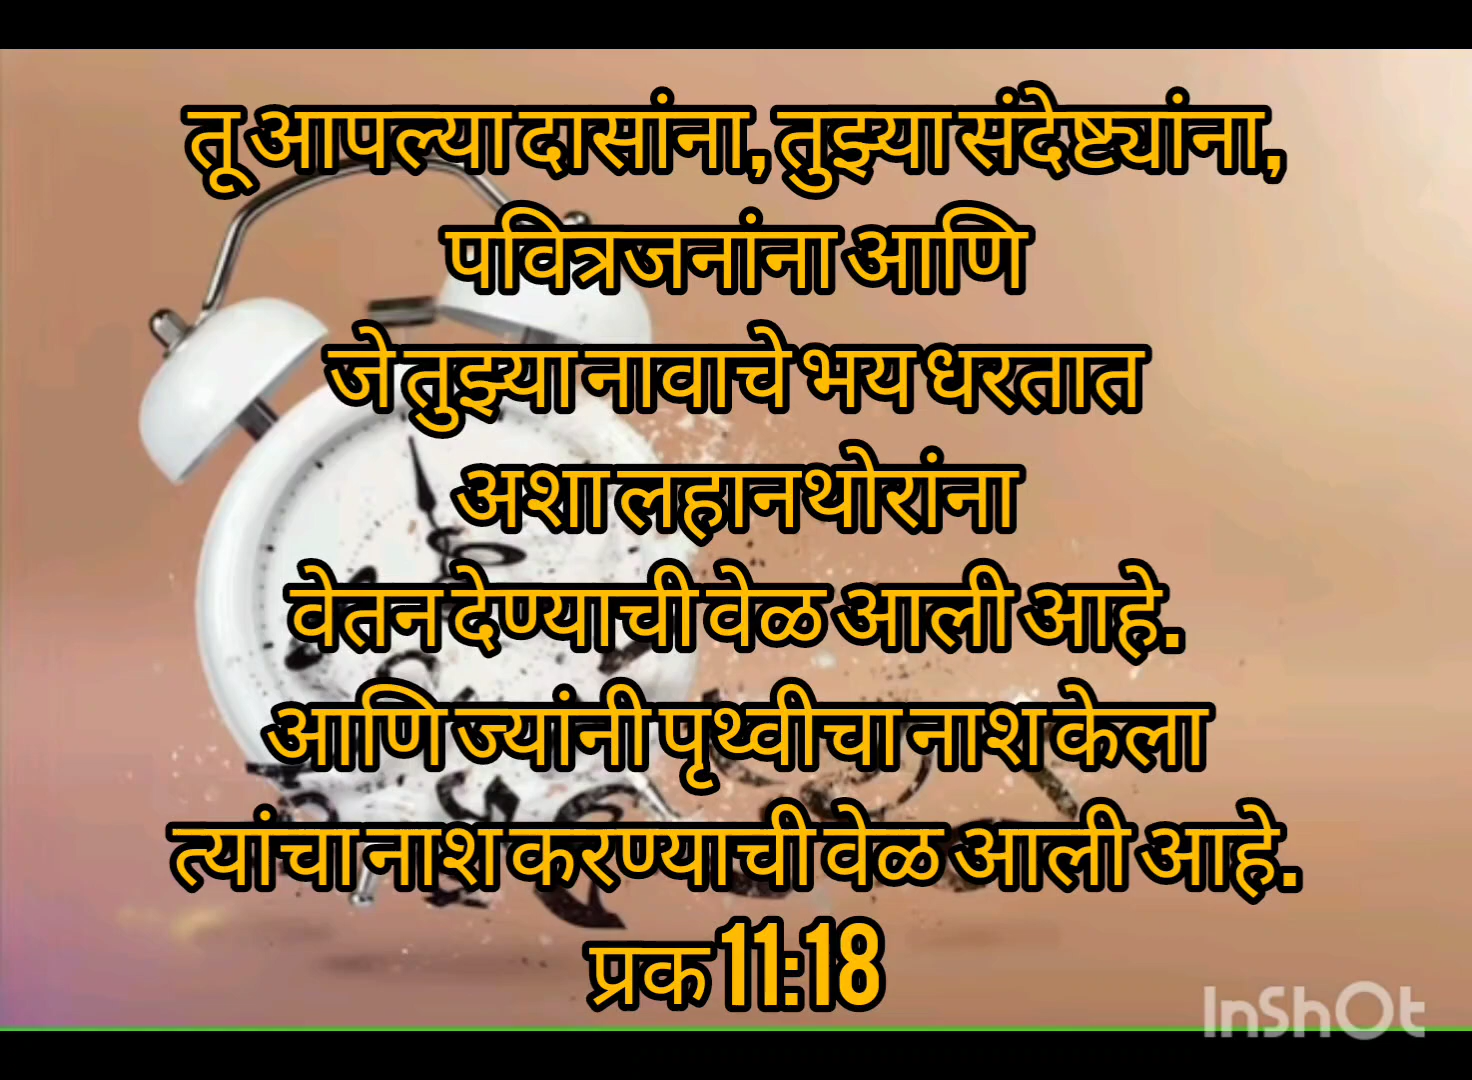 तू आपल्या दासांना, तुझ्या संदेष्ट्यांना,
पवित्रजनांना आणि
जे तुझ्या नावाचे भय धरतात
अशा लहानथोरांना
वेतन देण्याची वेळ आली आहे.
आणि ज्यांनी पृथ्वीचा नाश केला
त्यांचा नाश करण्याची वेळ आली आहे.
प्रक 11:18
InShOt